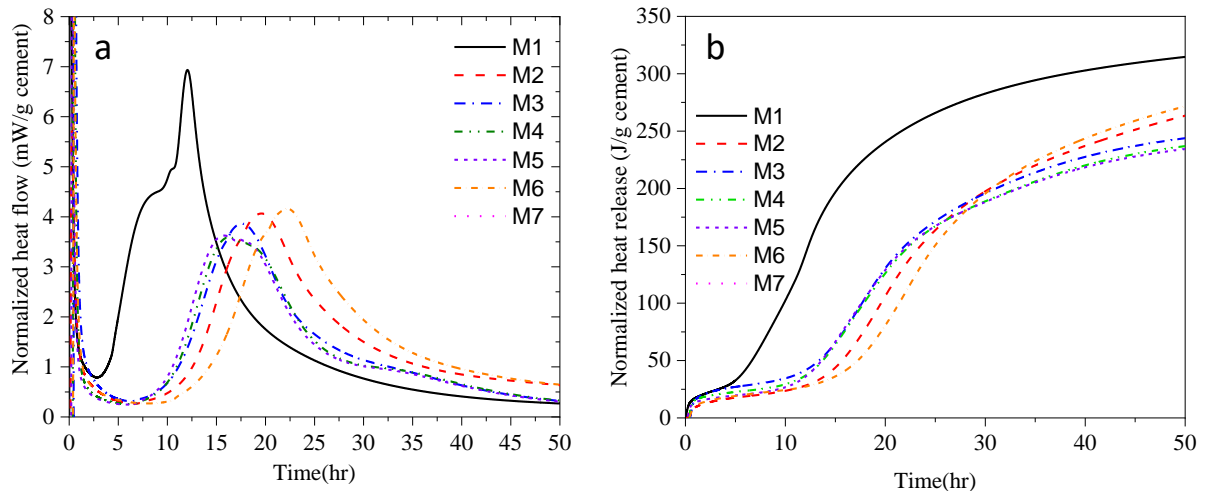 a
Normalized heat flow (mW/g cement)
8
7
6
5
4
3
2
1
0
0 5 10 15 20 25 30 35 40 45 50
Time(hr)
M1
M2
M3
M4
M5
M6
M7
b
Normalized heat release (J/g cement)
350
300
250
200
150
100
50
0
0 10 20 30 40 50
Time(hr)
M1
M2
M3
M4
M5
M6
M7